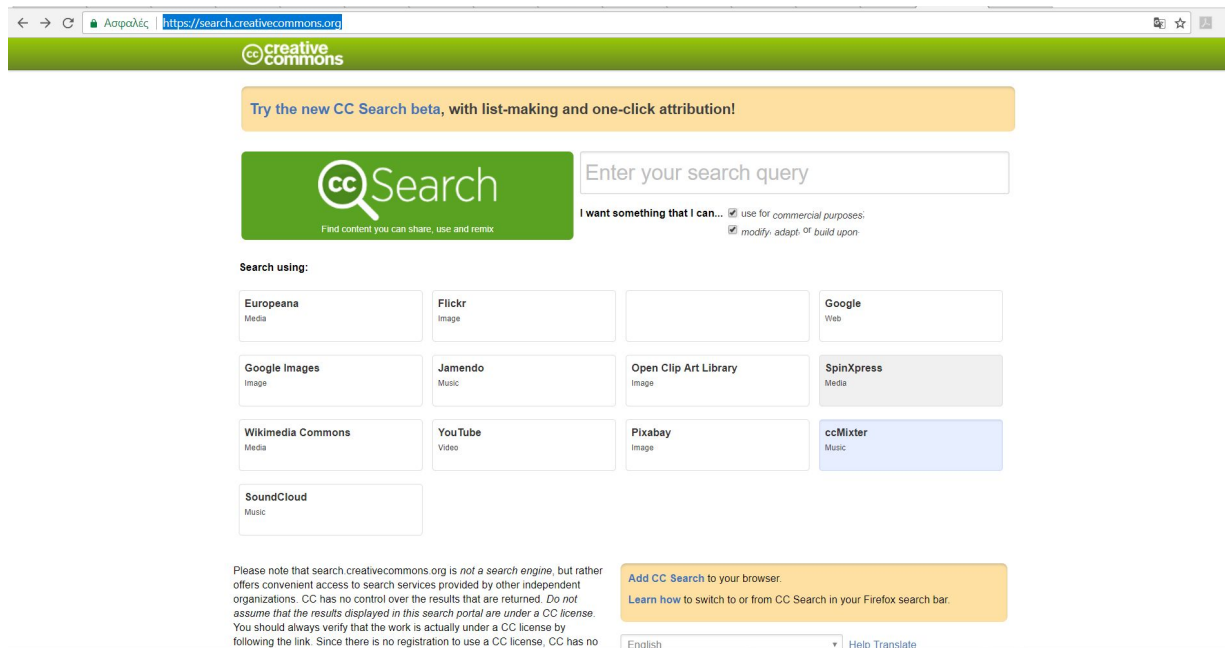 Ασφαλές | https://search.creativecommons.org
cc creative commons
Try the new CC Search beta, with list-making and one-click attribution!
cc Search
Find content you can share, use and remix
Enter your search query
I want something that I can... use for commercial purposes;
modify, adapt, or build upon.
Search using:
Europeana
Media
Flickr
Image
Google
Web
Google Images
Image
Jamendo
Music
Open Clip Art Library
Image
SpinXpress
Media
Wikimedia Commons
Media
YouTube
Video
Pixabay
Image
ccMixter
Music
SoundCloud
Music
Please note that search.creativecommons.org is not a search engine, but rather
offers convenient access to search services provided by other independent
organizations. CC has no control over the results that are returned. Do not
assume that the results displayed in this search portal are under a CC license.
You should always verify that the work is actually under a CC license by
following the link. Since there is no registration to use a CC license, CC has no
Add CC Search to your browser.
Learn how to switch to or from CC Search in your Firefox search bar.
English
Help Translate